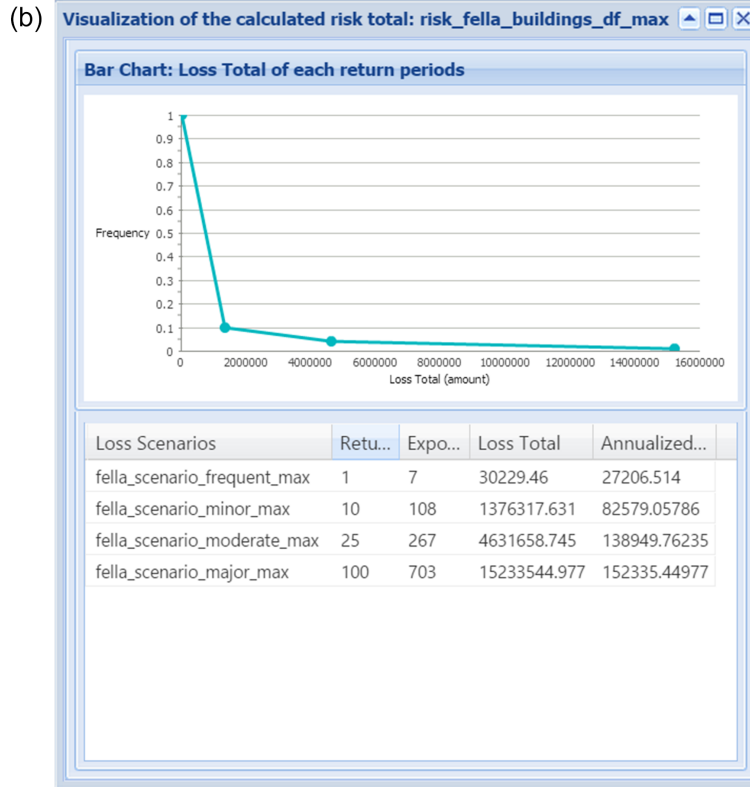 (b)
Visualization of the calculated risk total: risk_fella_buildings_df_max
Bar Chart: Loss Total of each return periods
1
0.9
0.8
0.7
0.6
Frequency 0.5
0.4
0.3
0.2
0.1
0
0 2000000 4000000 6000000 8000000 10000000 12000000 14000000 16000000
Loss Total (amount)
Loss Scenarios Retu... Expo... Loss Total Annualized...
fella_scenario_frequent_max 1 7 30229.46 27206.514
fella_scenario_minor_max 10 108 1376317.631 82579.05786
fella_scenario_moderate_max 25 267 4631658.745 138949.76235
fella_scenario_major_max 100 703 15233544.977 152335.44977